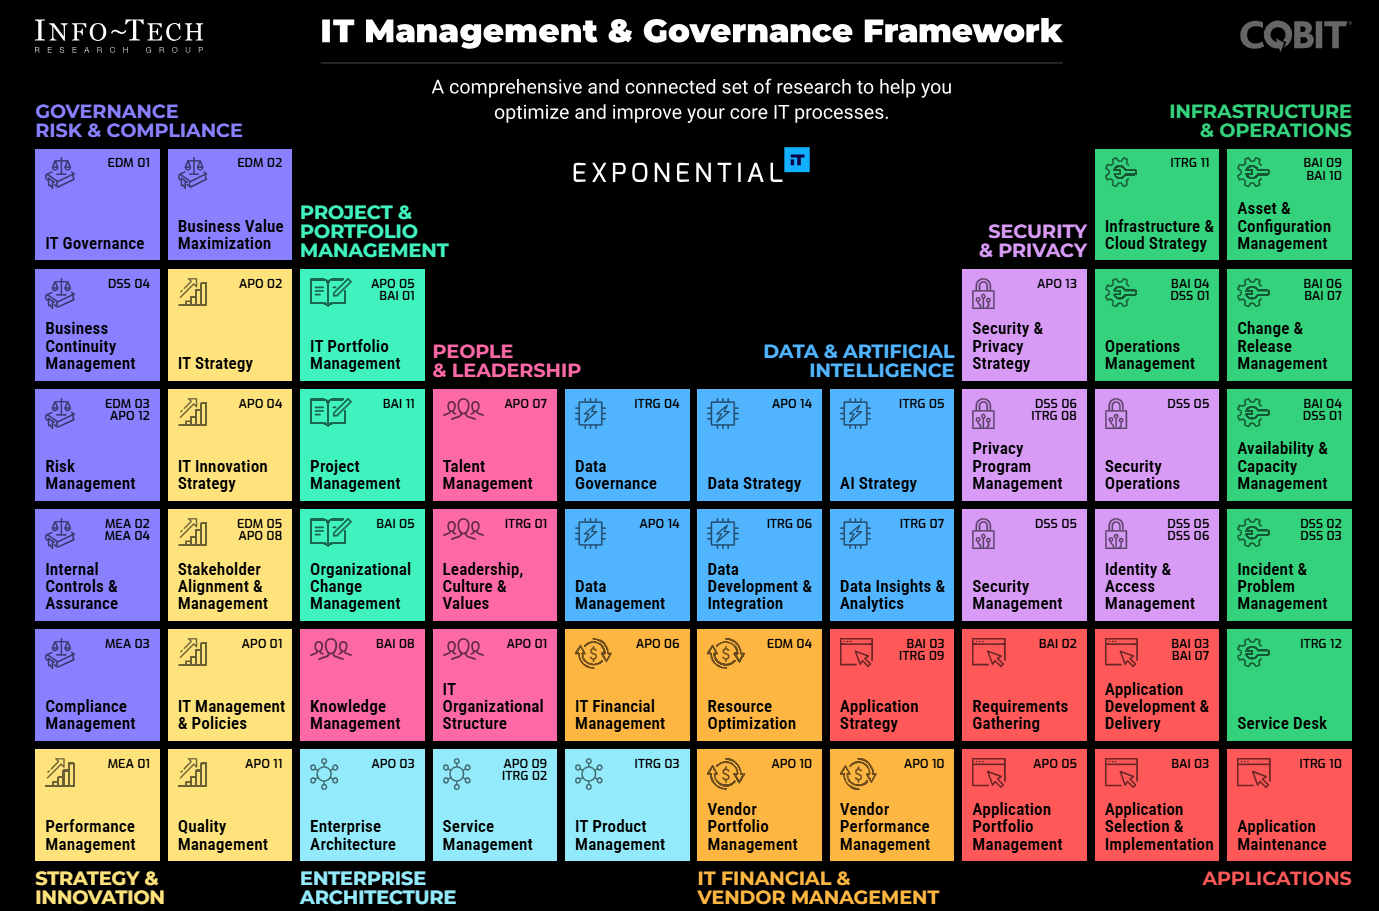 INFO~TECH
RESEARCH GROUP
IT Management & Governance Framework
COBIT
A comprehensive and connected set of research to help you
optimize and improve your core IT processes.
EXPONENTIAL IT
GOVERNANCE
RISK & COMPLIANCE
INFRASTRUCTURE
& OPERATIONS
EDM 01
IT Governance
EDM 02
Business Value
Maximization
PROJECT &
PORTFOLIO
MANAGEMENT
SECURITY
& PRIVACY
ITRG 11
Infrastructure &
Cloud Strategy
BAI 09
BAI 10
Asset &
Configuration
Management
DSS 04
Business
Continuity
Management
APO 02
IT Strategy
APO 05
BAI 01
IT Portfolio
Management
PEOPLE
& LEADERSHIP
DATA & ARTIFICIAL
INTELLIGENCE
APO 13
Security &
Privacy
Strategy
BAI 04
DSS 01
Operations
Management
BAI 06
BAI 07
Change &
Release
Management
EDM 03
APO 12
Risk
Management
APO 04
IT Innovation
Strategy
BAI 11
Project
Management
APO 07
Talent
Management
ITRG 04
Data
Governance
APO 14
Data Strategy
ITRG 05
AI Strategy
DSS 06
ITRG 08
Privacy
Program
Management
DSS 05
Security
Operations
BAI 04
DSS 01
Availability &
Capacity
Management
MEA 02
MEA 04
Internal
Controls &
Assurance
EDM 05
APO 08
Stakeholder
Alignment &
Management
BAI 05
Organizational
Change
Management
ITRG 01
Leadership,
Culture &
Values
APO 14
Data
Management
ITRG 06
Data
Development &
Integration
ITRG 07
Data Insights &
Analytics
DSS 05
Security
Management
DSS 05
DSS 06
Identity &
Access
Management
DSS 02
DSS 03
Incident &
Problem
Management
MEA 03
Compliance
Management
APO 01
IT Management
& Policies
BAI 08
Knowledge
Management
APO 01
IT
Organizational
Structure
APO 06
IT Financial
Management
EDM 04
Resource
Optimization
BAI 03
ITRG 09
Application
Strategy
BAI 02
Requirements
Gathering
BAI 03
BAI 07
Application
Development &
Delivery
ITRG 12
Service Desk
MEA 01
Performance
Management
APO 11
Quality
Management
APO 03
Enterprise
Architecture
APO 09
ITRG 02
Service
Management
ITRG 03
IT Product
Management
APO 10
Vendor
Portfolio
Management
APO 10
Vendor
Performance
Management
APO 05
Application
Portfolio
Management
BAI 03
Application
Selection &
Implementation
ITRG 10
Application
Maintenance
STRATEGY &
INNOVATION
ENTERPRISE
ARCHITECTURE
IT FINANCIAL &
VENDOR MANAGEMENT
APPLICATIONS